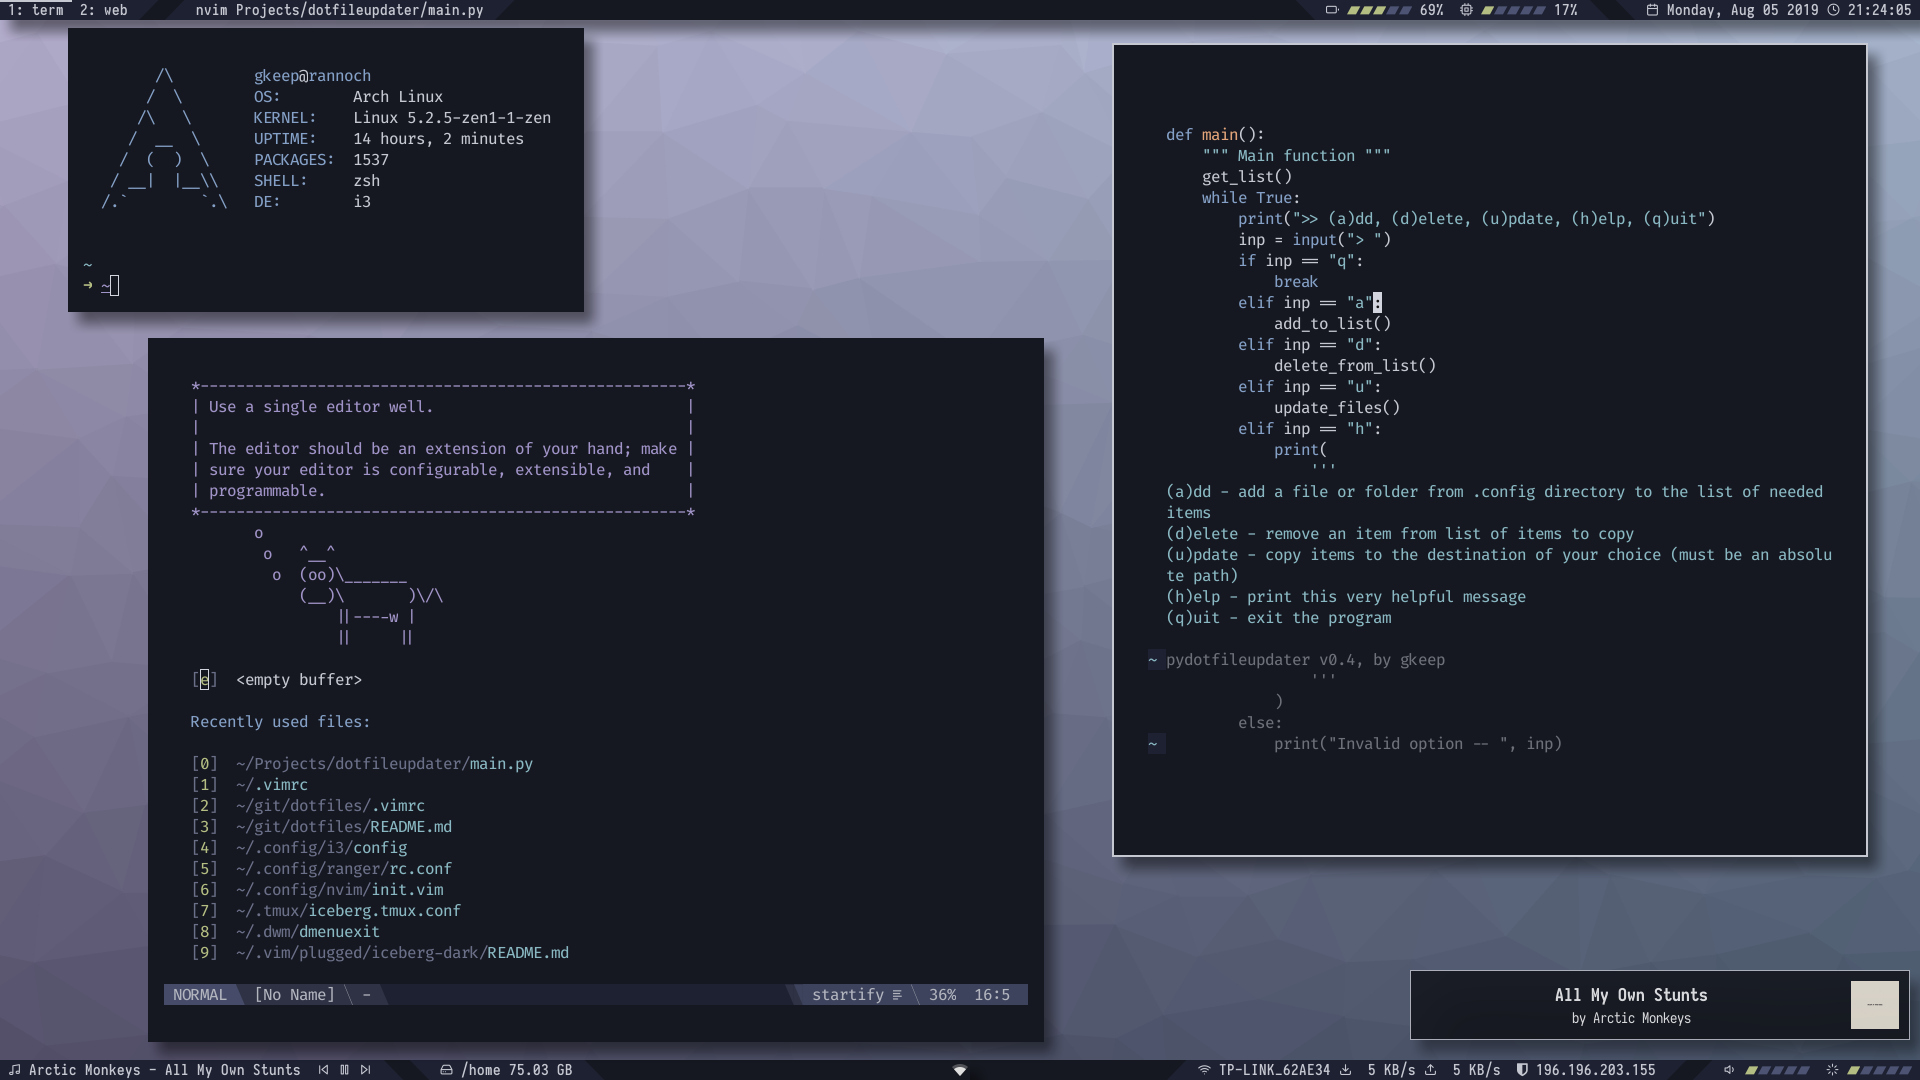 1: term 2: web nvim Projects/dotfileupdater/main.py 69% 17% Monday, Aug 05 2019 21:24:05
gkeep@rannoch
OS: Arch Linux
KERNEL: Linux 5.2.5-zen1-1-zen
UPTIME: 14 hours, 2 minutes
PACKAGES: 1537
SHELL: zsh
DE: i3
~
➜ ~
*------------------------------------------------------*
| Use a single editor well. |
| |
| The editor should be an extension of your hand; make |
| sure your editor is configurable, extensible, and |
| programmable. |
*------------------------------------------------------*
o
o ^__^
o (oo)\_______
(__)\ )\/\
||----w |
|| ||
[e] <empty buffer>
Recently used files:
[0] ~/Projects/dotfileupdater/main.py
[1] ~/.vimrc
[2] ~/git/dotfiles/.vimrc
[3] ~/git/dotfiles/README.md
[4] ~/.config/i3/config
[5] ~/.config/ranger/rc.conf
[6] ~/.config/nvim/init.vim
[7] ~/.tmux/iceberg.tmux.conf
[8] ~/.dwm/dmenuexit
[9] ~/.vim/plugged/iceberg-dark/README.md
NORMAL [No Name] - startify 36% 16:5
def main():
""" Main function """
get_list()
while True:
print(">> (a)dd, (d)elete, (u)pdate, (h)elp, (q)uit")
inp = input("> ")
if inp == "q":
break
elif inp == "a":
add_to_list()
elif inp == "d":
delete_from_list()
elif inp == "u":
update_files()
elif inp == "h":
print(
'''
(a)dd - add a file or folder from .config directory to the list of needed
items
(d)elete - remove an item from list of items to copy
(u)pdate - copy items to the destination of your choice (must be an absolu
te path)
(h)elp - print this very helpful message
(q)uit - exit the program
~ pydotfileupdater v0.4, by gkeep
'''
)
else:
~ print("Invalid option -- ", inp)
All My Own Stunts
by Arctic Monkeys
Arctic Monkeys - All My Own Stunts /home 75.03 GB TP-LINK_62AE34 5 KB/s 5 KB/s 196.196.203.155